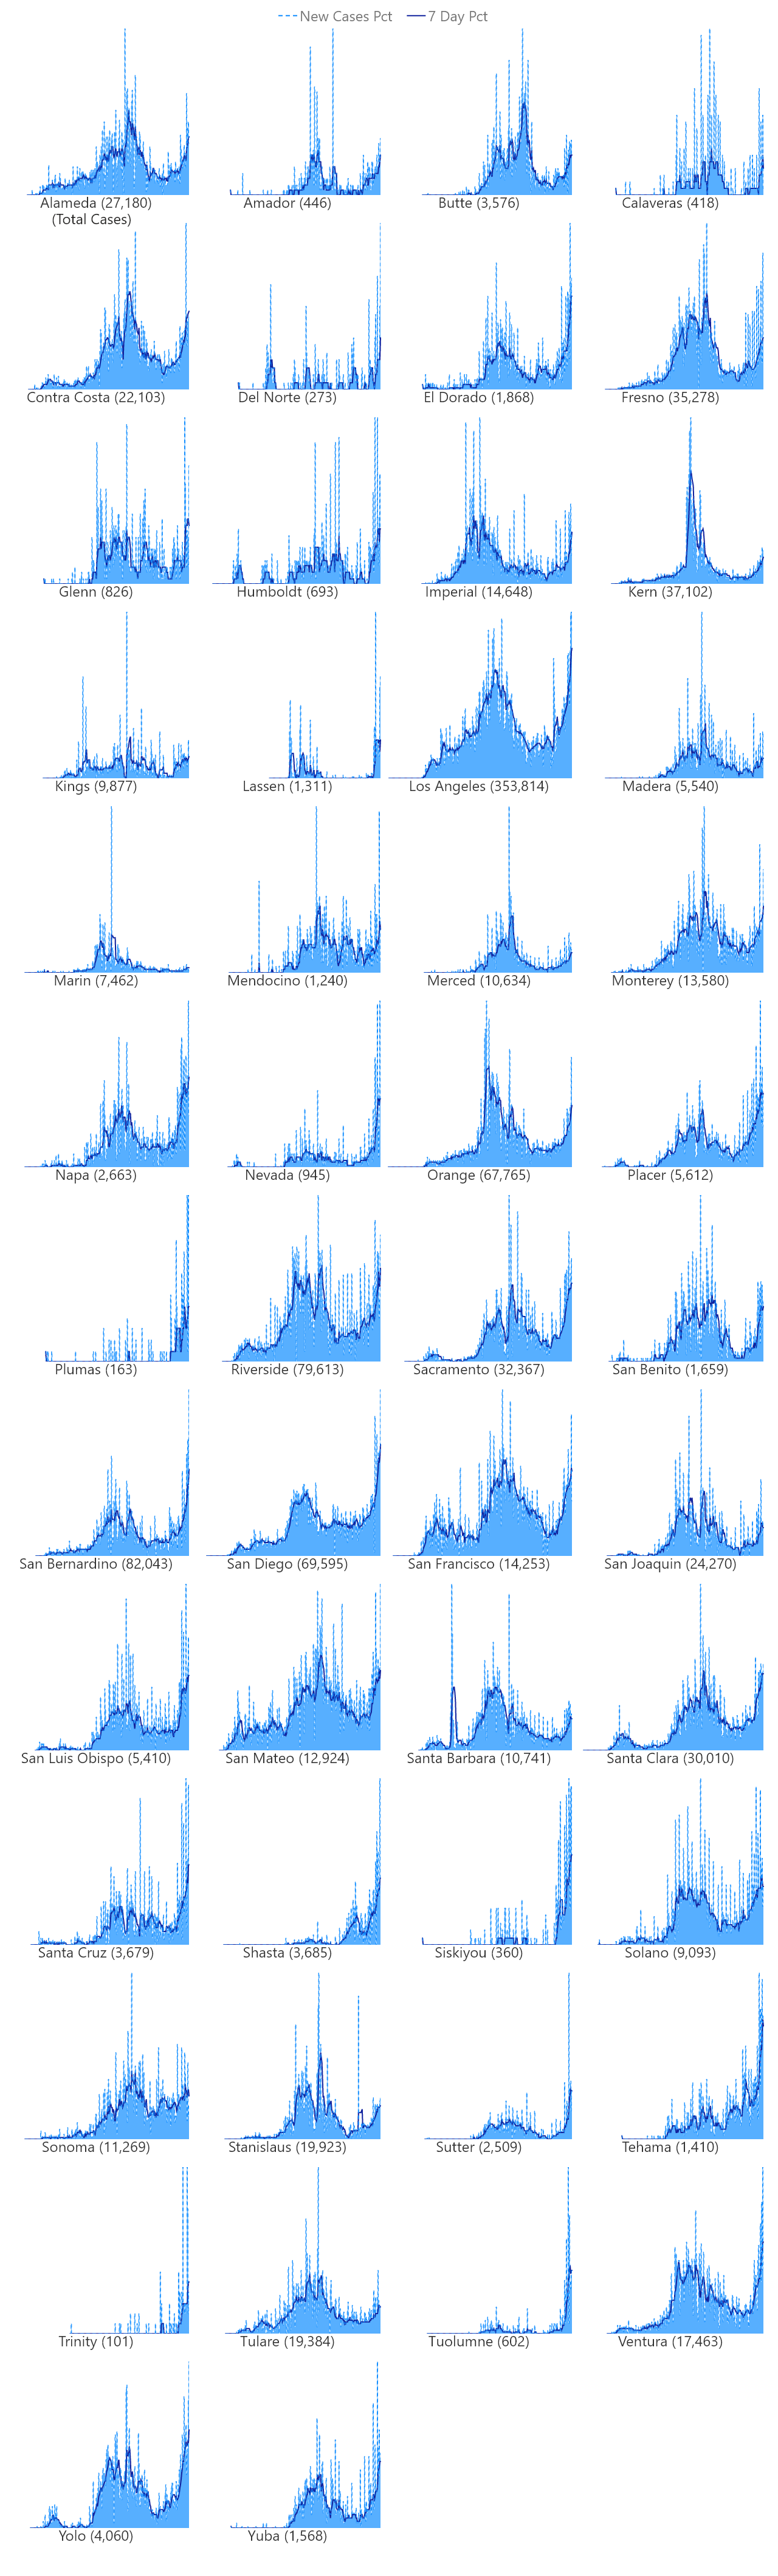 New Cases Pct 7 Day Pct
Alameda (27,180) Amador (446) Butte (3,576) Calaveras (418)
(Total Cases)
Contra Costa (22,103) Del Norte (273) El Dorado (1,868) Fresno (35,278)
Glenn (826) Humboldt (693) Imperial (14,648) Kern (37,102)
Kings (9,877) Lassen (1,311) Los Angeles (353,814) Madera (5,540)
Marin (7,462) Mendocino (1,240) Merced (10,634) Monterey (13,580)
Napa (2,663) Nevada (945) Orange (67,765) Placer (5,612)
Plumas (163) Riverside (79,613) Sacramento (32,367) San Benito (1,659)
San Bernardino (82,043) San Diego (69,595) San Francisco (14,253) San Joaquin (24,270)
San Luis Obispo (5,410) San Mateo (12,924) Santa Barbara (10,741) Santa Clara (30,010)
Santa Cruz (3,679) Shasta (3,685) Siskiyou (360) Solano (9,093)
Sonoma (11,269) Stanislaus (19,923) Sutter (2,509) Tehama (1,410)
Trinity (101) Tulare (19,384) Tuolumne (602) Ventura (17,463)
Yolo (4,060) Yuba (1,568)